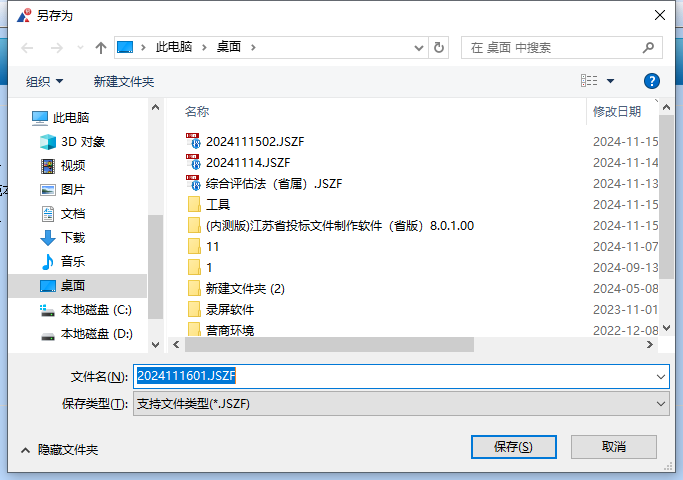 另存为
此电脑 桌面
在 桌面 中搜索
组织 新建文件夹
名称 修改日期
此电脑
3D 对象
视频
图片
文档
下载
音乐
桌面
本地磁盘 (C:)
本地磁盘 (D:)
2024111502.JSZF 2024-11-15
20241114.JSZF 2024-11-14
综合评估法（省属）.JSZF 2024-11-13
工具 2024-11-15
(内测版)江苏省投标文件制作软件（省版）8.0.1.00 2024-11-15
11 2024-11-07
1 2024-09-13
新建文件夹 (2) 2024-05-08
录屏软件 2023-11-01
营商环境 2022-12-08
文件名(N): 2024111601.JSZF
保存类型(T): 支持文件类型(*.JSZF)
隐藏文件夹 保存(S) 取消